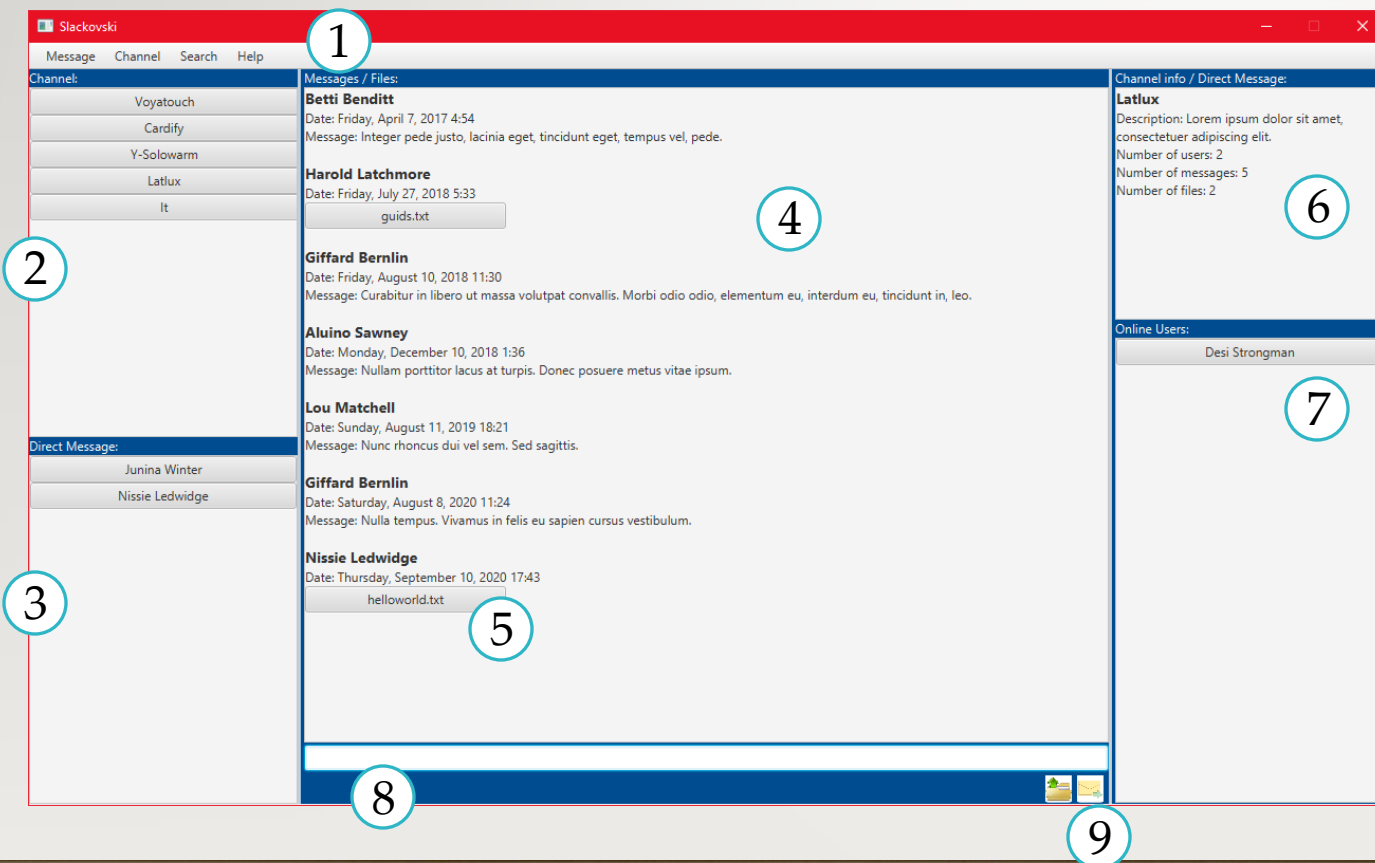 Slackovski
1
Message Channel Search Help
Channel:
Voyatouch
Cardify
Y-Solowarm
Latlux
It
2
Direct Message:
Junina Winter
Nissie Ledwidge
3
Messages / Files:
Betti Benditt
Date: Friday, April 7, 2017 4:54
Message: Integer pede justo, lacinia eget, tincidunt eget, tempus vel, pede.
Harold Latchmore
Date: Friday, July 27, 2018 5:33
guids.txt
4
Giffard Bernlin
Date: Friday, August 10, 2018 11:30
Message: Curabitur in libero ut massa volutpat convallis. Morbi odio odio, elementum eu, interdum eu, tincidunt in, leo.
Aluino Sawney
Date: Monday, December 10, 2018 1:36
Message: Nullam porttitor lacus at turpis. Donec posuere metus vitae ipsum.
Lou Matchell
Date: Sunday, August 11, 2019 18:21
Message: Nunc rhoncus dui vel sem. Sed sagittis.
Giffard Bernlin
Date: Saturday, August 8, 2020 11:24
Message: Nulla tempus. Vivamus in felis eu sapien cursus vestibulum.
Nissie Ledwidge
Date: Thursday, September 10, 2020 17:43
helloworld.txt
5
8
9
Channel info / Direct Message:
Latlux
Description: Lorem ipsum dolor sit amet,
consectetuer adipiscing elit.
Number of users: 2
Number of messages: 5
Number of files: 2
6
Online Users:
Desi Strongman
7